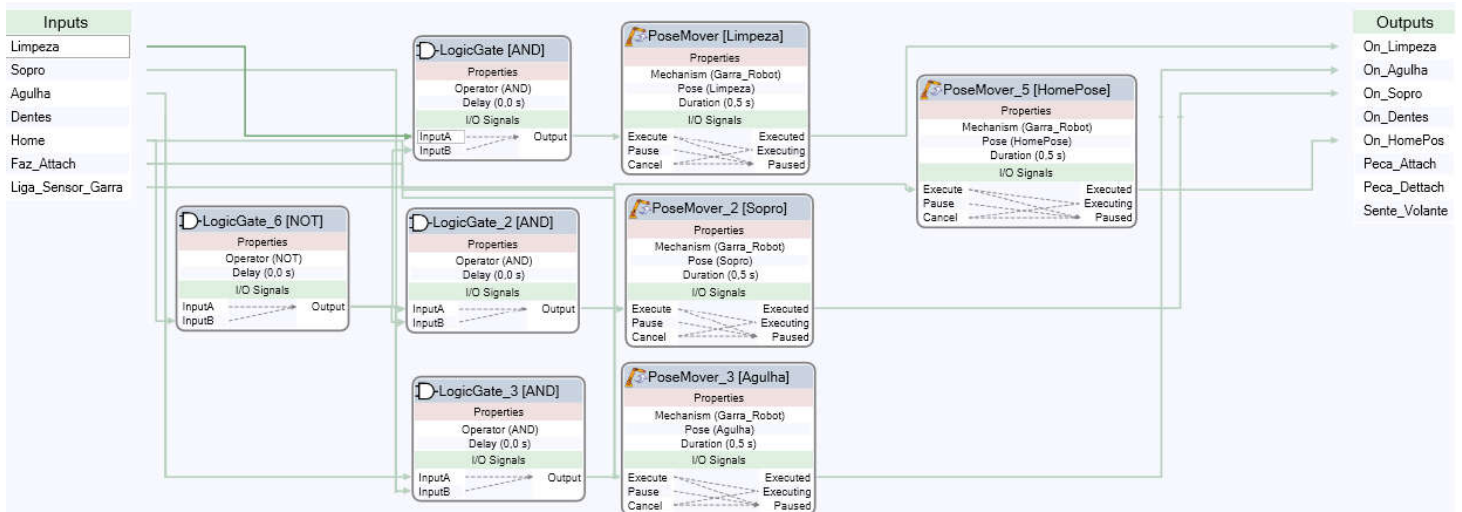 Inputs
Limpeza
Sopro
Agulha
Dentes
Home
Faz_Attach
Liga_Sensor_Garra
LogicGate_6 [NOT]
Properties
Operator (NOT)
Delay (0,0 s)
I/O Signals
InputA Output
InputB
LogicGate [AND]
Properties
Operator (AND)
Delay (0,0 s)
I/O Signals
InputA Output
InputB
LogicGate_2 [AND]
Properties
Operator (AND)
Delay (0,0 s)
I/O Signals
InputA Output
InputB
LogicGate_3 [AND]
Properties
Operator (AND)
Delay (0,0 s)
I/O Signals
InputA Output
InputB
PoseMover [Limpeza]
Properties
Mechanism (Garra_Robot)
Pose (Limpeza)
Duration (0,5 s)
I/O Signals
Execute Executed
Pause Executing
Cancel Paused
PoseMover_2 [Sopro]
Properties
Mechanism (Garra_Robot)
Pose (Sopro)
Duration (0,5 s)
I/O Signals
Execute Executed
Pause Executing
Cancel Paused
PoseMover_3 [Agulha]
Properties
Mechanism (Garra_Robot)
Pose (Agulha)
Duration (0,5 s)
I/O Signals
Execute Executed
Pause Executing
Cancel Paused
PoseMover_5 [HomePose]
Properties
Mechanism (Garra_Robot)
Pose (HomePose)
Duration (0,5 s)
I/O Signals
Execute Executed
Pause Executing
Cancel Paused
Outputs
On_Limpeza
On_Agulha
On_Sopro
On_Dentes
On_HomePos
Peca_Attach
Peca_Dettach
Sente_Volante